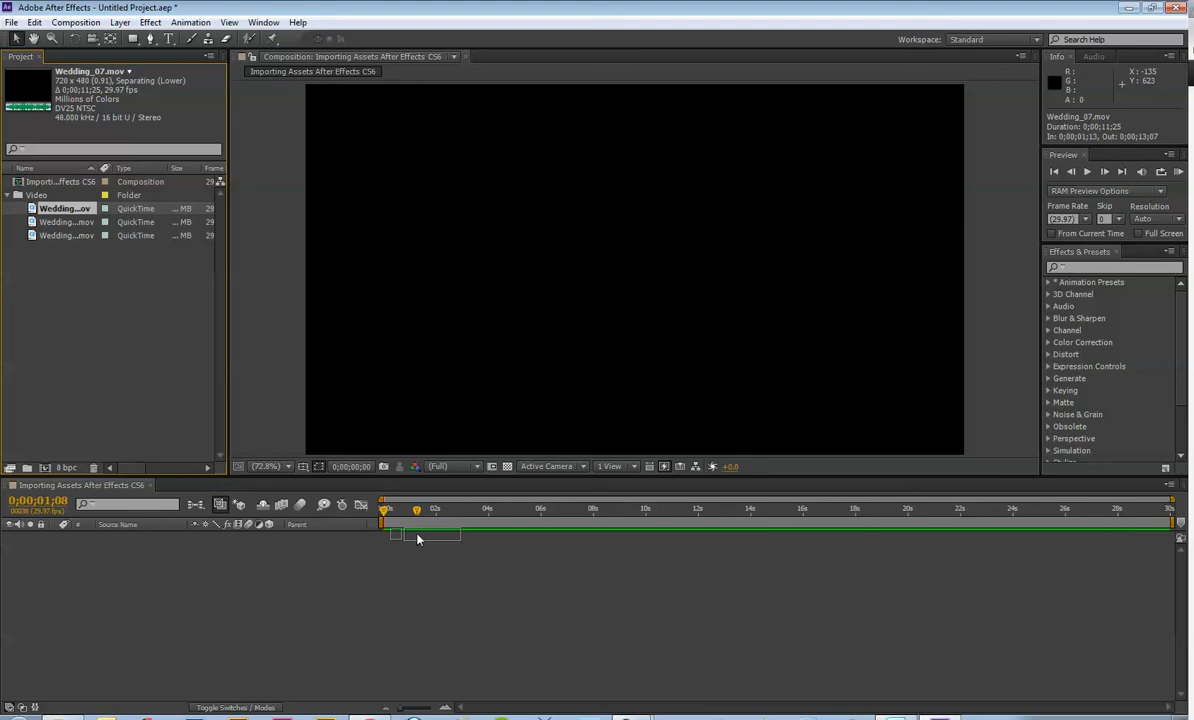 Adobe After Effects - Untitled Project.aep *
File Edit Composition Layer Effect Animation View Window Help
Workspace: Standard Search Help
Project Composition: Importing Assets After Effects CS6 Info Audio
Wedding_07.mov
720 x 480 (0.91), Separating (Lower)
Δ 0;00;11;25, 29.97 fps
Millions of Colors
DV25 NTSC
48.000 kHz / 16 bit U / Stereo
Importing Assets After Effects CS6
R :
G :
B :
A : 0
X : -135
Y : 623
Wedding_07.mov
Duration: 0;00;11;25
In: 0;00;01;13, Out: 0;00;13;07
Preview
RAM Preview Options
Frame Rate Skip Resolution
(29.97) 0 Auto
From Current Time Full Screen
Name Type Size Frame
Importi...ffects CS6 Composition 29
Video Folder
Wedding...ov QuickTime ... MB 29
Wedding...mov QuickTime ... MB 29
Wedding...mov QuickTime ... MB 29
Effects & Presets
* Animation Presets
3D Channel
Audio
Blur & Sharpen
Channel
Color Correction
Distort
Expression Controls
Generate
Keying
Matte
Noise & Grain
Obsolete
Perspective
Simulation
8 bpc
(72.8%) 0;00;00;00 (Full) Active Camera 1 View +0.0
Importing Assets After Effects CS6
0;00;01;08
00038 (29.97 fps)
02s 04s 06s 08s 10s 12s 14s 16s 18s 20s 22s 24s 26s 28s 30s
# Source Name Parent
Toggle Switches / Modes